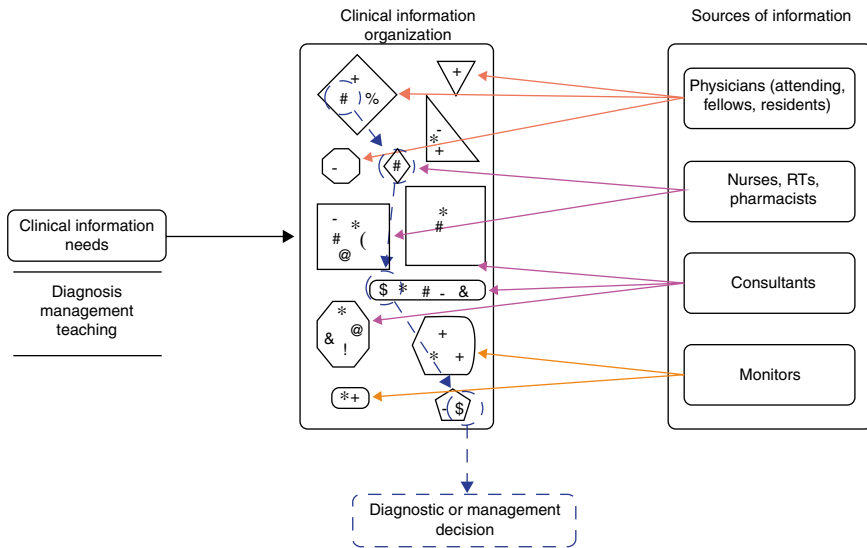 Clinical information
organization
Sources of information
+
# %
+
-
*
+
-
#
-
*
# (
@
*
#
$ * # - &
*
& @
!
+
* +
*+
- $
Clinical information
needs
Diagnosis
management
teaching
Physicians (attending,
fellows, residents)
Nurses, RTs,
pharmacists
Consultants
Monitors
Diagnostic or management
decision